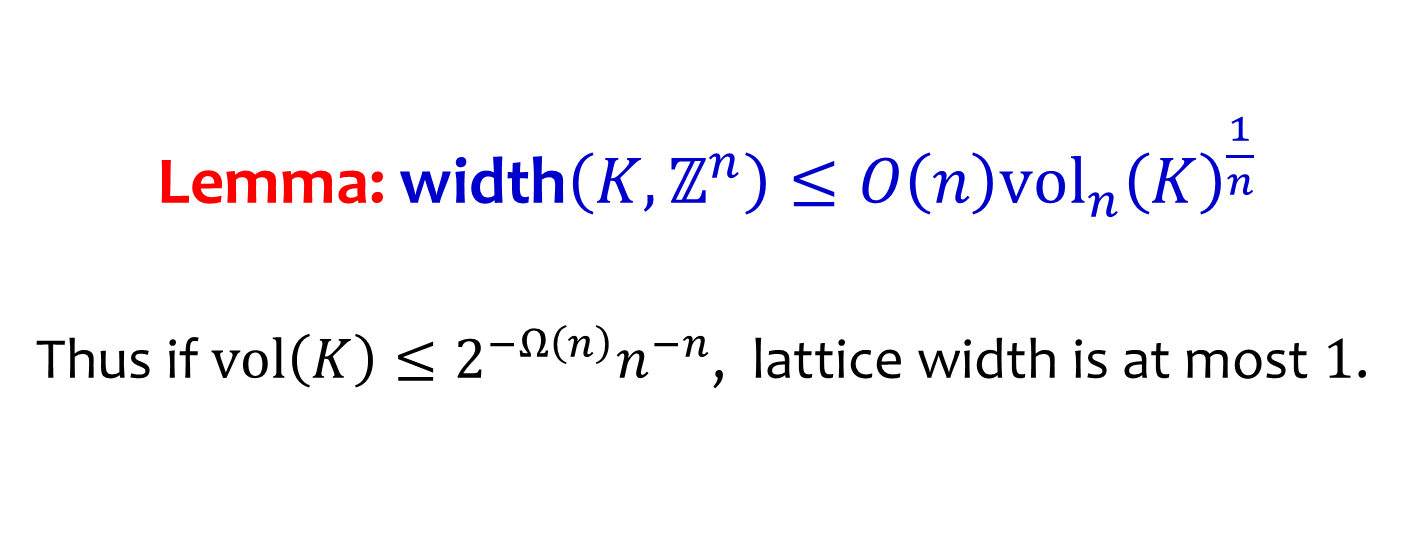 Lemma: width(K, ℤⁿ) ≤ O(n)volₙ(K)^{1/n}
Thus if vol(K) ≤ 2^{−Ω(n)}n^{−n}, lattice width is at most 1.